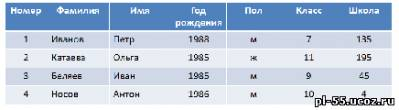 Номер Фамилия Имя Год рождения Пол Класс Школа
1 Иванов Петр 1988 м 7 135
2 Катаева Ольга 1985 ж 11 195
3 Беляев Иван 1985 м 9 45
4 Носов Антон 1986 м 10 4
pl-55.ucoz.ru